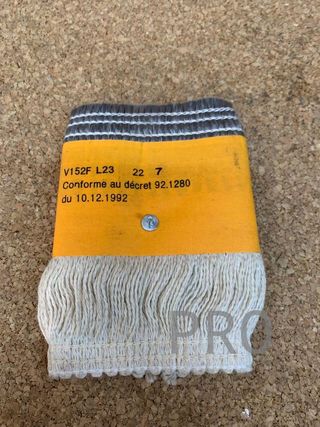 V152F L23 22 7
Conforme au décret 92.1280
du 10.12.1992
PRO